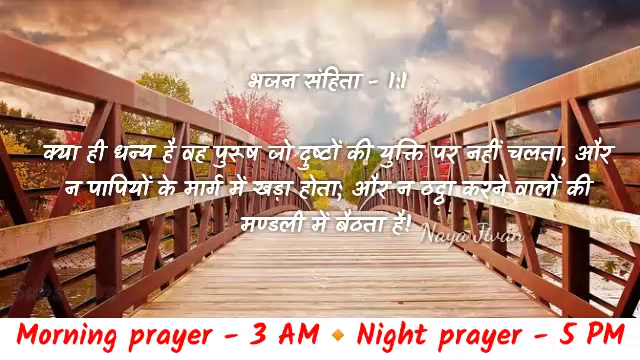 भजन संहिता - 1:1
क्या ही धन्य है वह पुरूष जो दुष्टों की युक्ति पर नहीं चलता, और
न पापियों के मार्ग में खड़ा होता; और न ठट्ठा करने वालों की
मण्डली में बैठता है!
Naya Jivan
Morning prayer - 3 AM 🔸 Night prayer - 5 PM